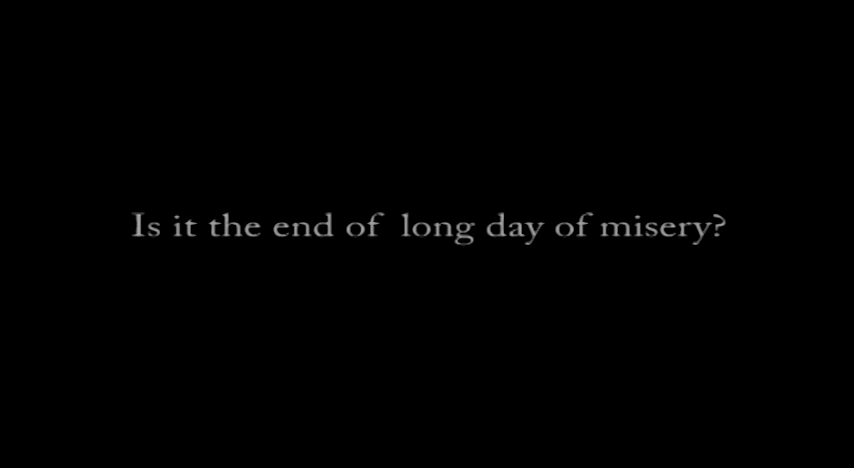 Is it the end of long day of misery?